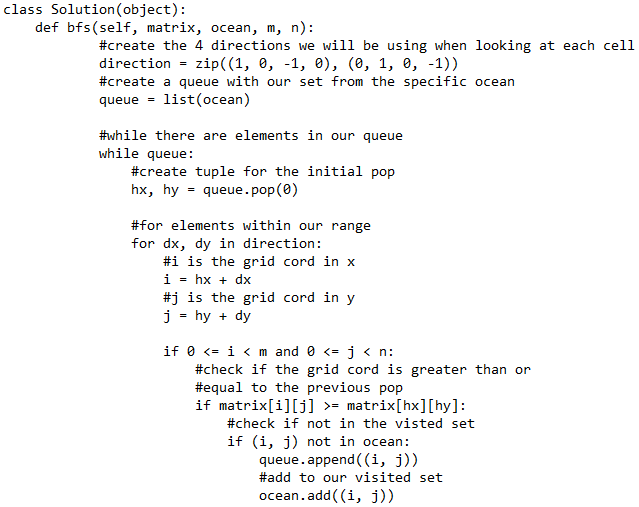 class Solution(object):
    def bfs(self, matrix, ocean, m, n):
            #create the 4 directions we will be using when looking at each cell
            direction = zip((1, 0, -1, 0), (0, 1, 0, -1))
            #create a queue with our set from the specific ocean
            queue = list(ocean)

            #while there are elements in our queue
            while queue:
                #create tuple for the initial pop
                hx, hy = queue.pop(0)

                #for elements within our range
                for dx, dy in direction:
                    #i is the grid cord in x
                    i = hx + dx
                    #j is the grid cord in y
                    j = hy + dy

                    if 0 <= i < m and 0 <= j < n:
                        #check if the grid cord is greater than or
                        #equal to the previous pop
                        if matrix[i][j] >= matrix[hx][hy]:
                            #check if not in the visted set
                            if (i, j) not in ocean:
                                queue.append((i, j))
                                #add to our visited set
                                ocean.add((i, j))